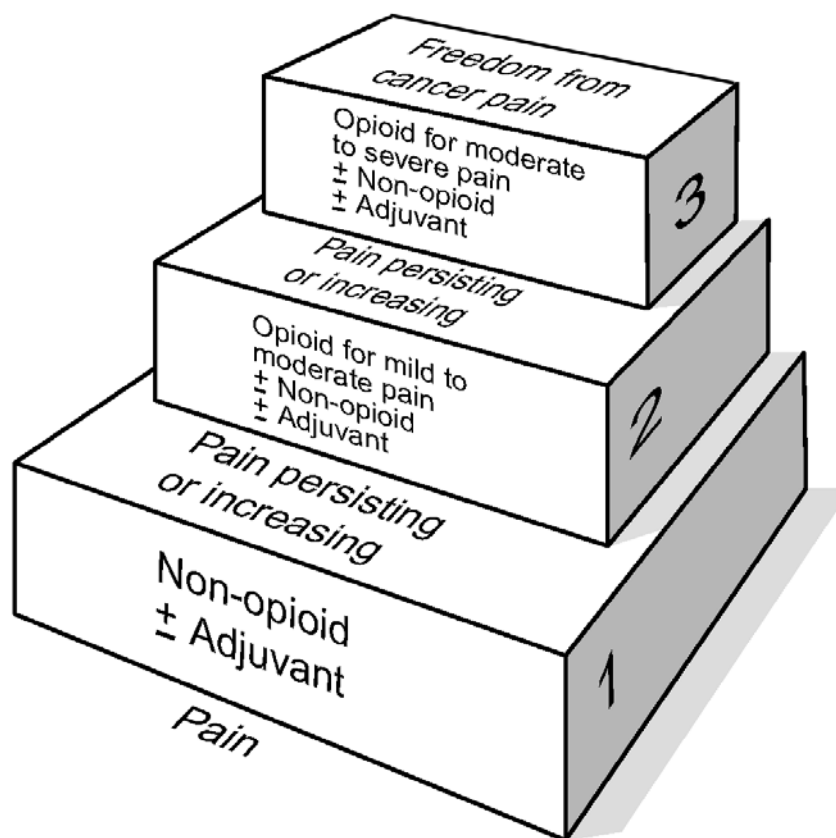 Freedom from
cancer pain
Opioid for moderate
to severe pain
± Non-opioid
± Adjuvant
3
Pain persisting
or increasing
Opioid for mild to
moderate pain
± Non-opioid
± Adjuvant
2
Pain persisting
or increasing
Non-opioid
± Adjuvant
1
Pain